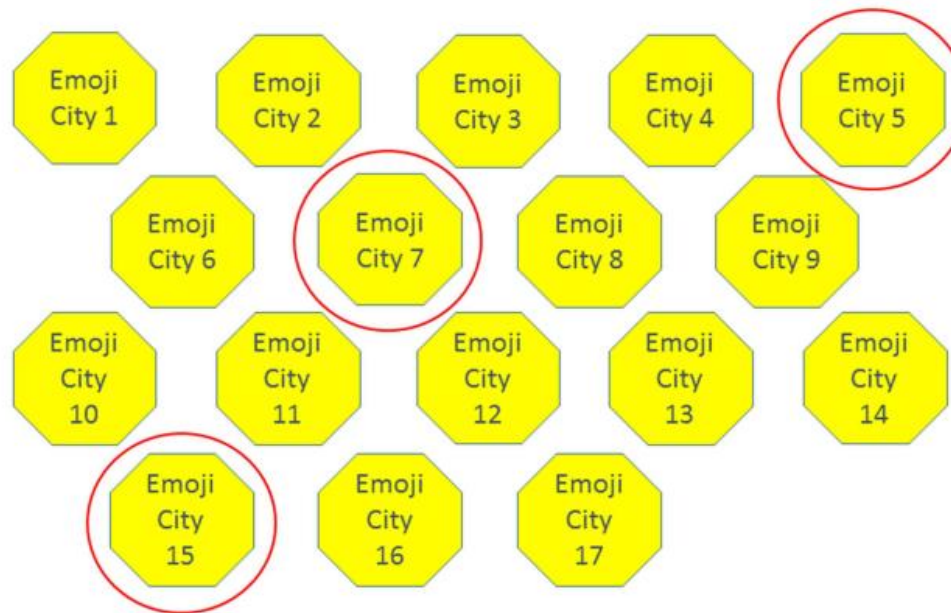 Emoji
City 1
Emoji
City 2
Emoji
City 3
Emoji
City 4
Emoji
City 5
Emoji
City 6
Emoji
City 7
Emoji
City 8
Emoji
City 9
Emoji
City
10
Emoji
City
11
Emoji
City
12
Emoji
City
13
Emoji
City
14
Emoji
City
15
Emoji
City
16
Emoji
City
17